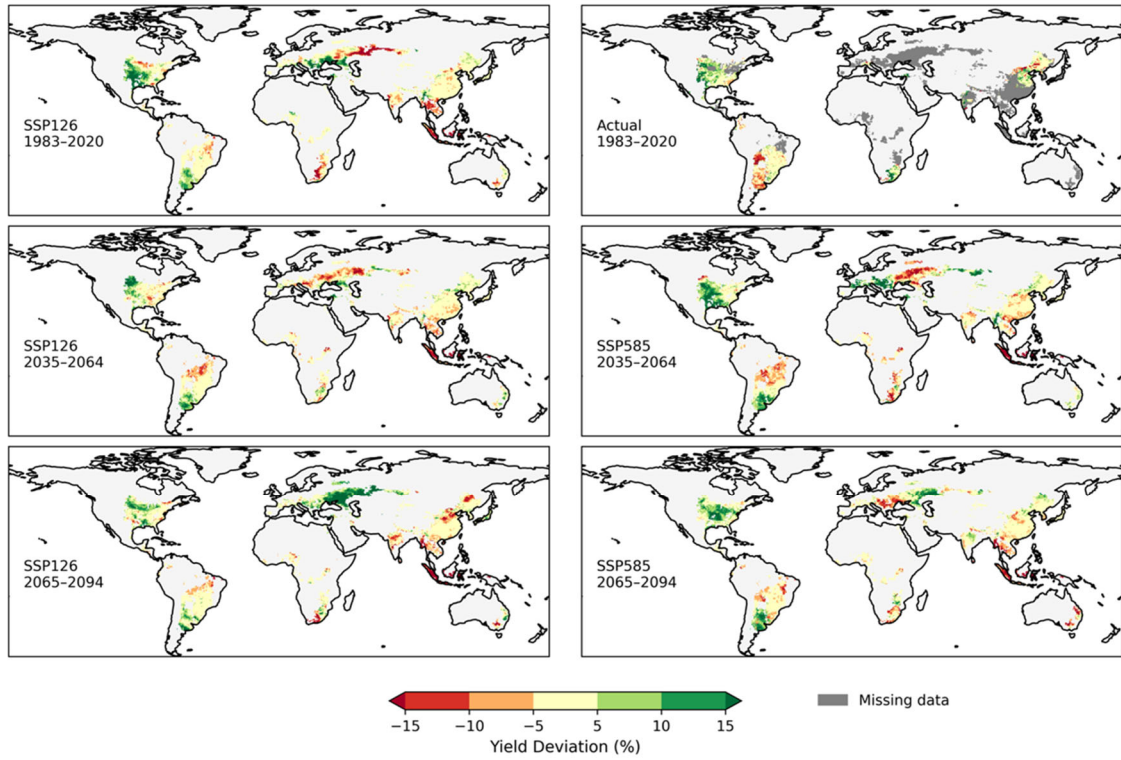 SSP126
1983–2020
Actual
1983–2020
SSP126
2035–2064
SSP585
2035–2064
SSP126
2065–2094
SSP585
2065–2094
−15 −10 −5 5 10 15
Yield Deviation (%)
Missing data